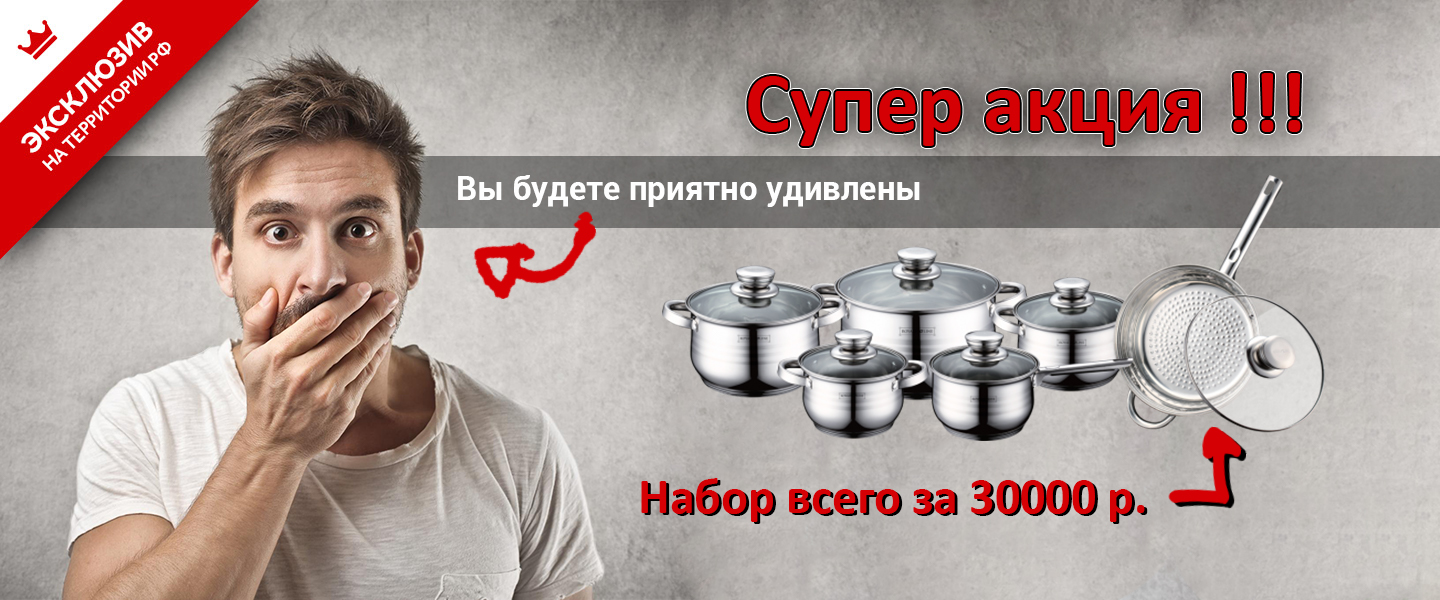 ЭКСКЛЮЗИВ
НА ТЕРРИТОРИИ РФ
Супер акция !!!
Вы будете приятно удивлены
Набор всего за 30000 р.